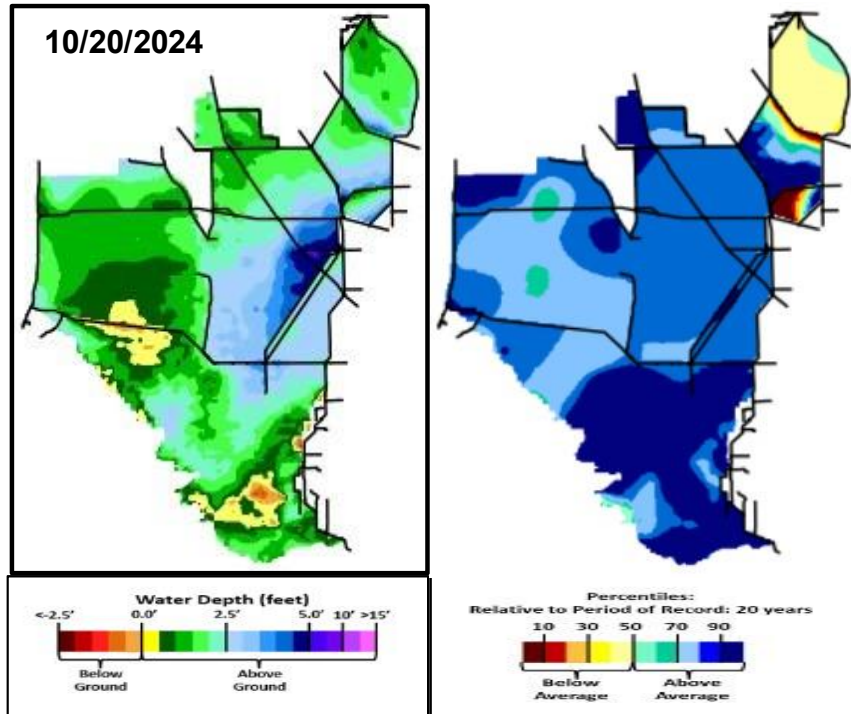 10/20/2024
Water Depth (feet)
<-2.5' 0.0' 2.5' 5.0' 10' >15'
Below Ground
Above Ground
Percentiles:
Relative to Period of Record: 20 years
10 30 50 70 90
Below Average
Above Average